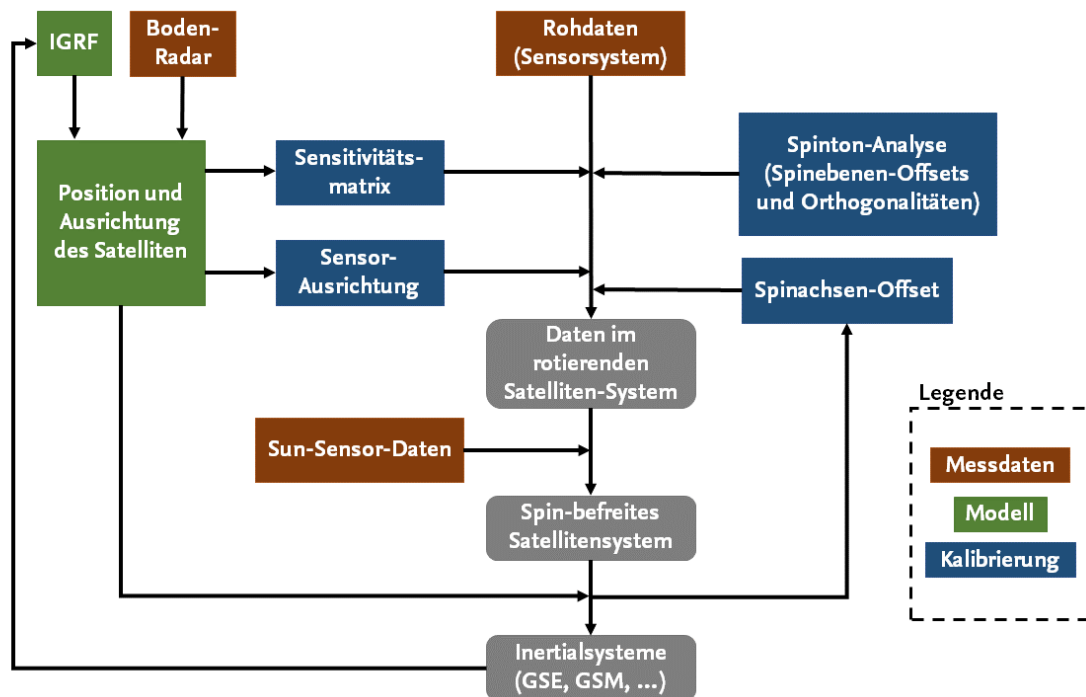 IGRF
Boden-
Radar
Rohdaten
(Sensorsystem)
Position und
Ausrichtung
des Satelliten
Sensitivitäts-
matrix
Spinton-Analyse
(Spinebenen-Offsets
und Orthogonalitäten)
Sensor-
Ausrichtung
Spinachsen-Offset
Daten im
rotierenden
Satelliten-System
Sun-Sensor-Daten
Spin-befreites
Satellitensystem
Inertialsysteme
(GSE, GSM, ...)
Legende
Messdaten
Modell
Kalibrierung